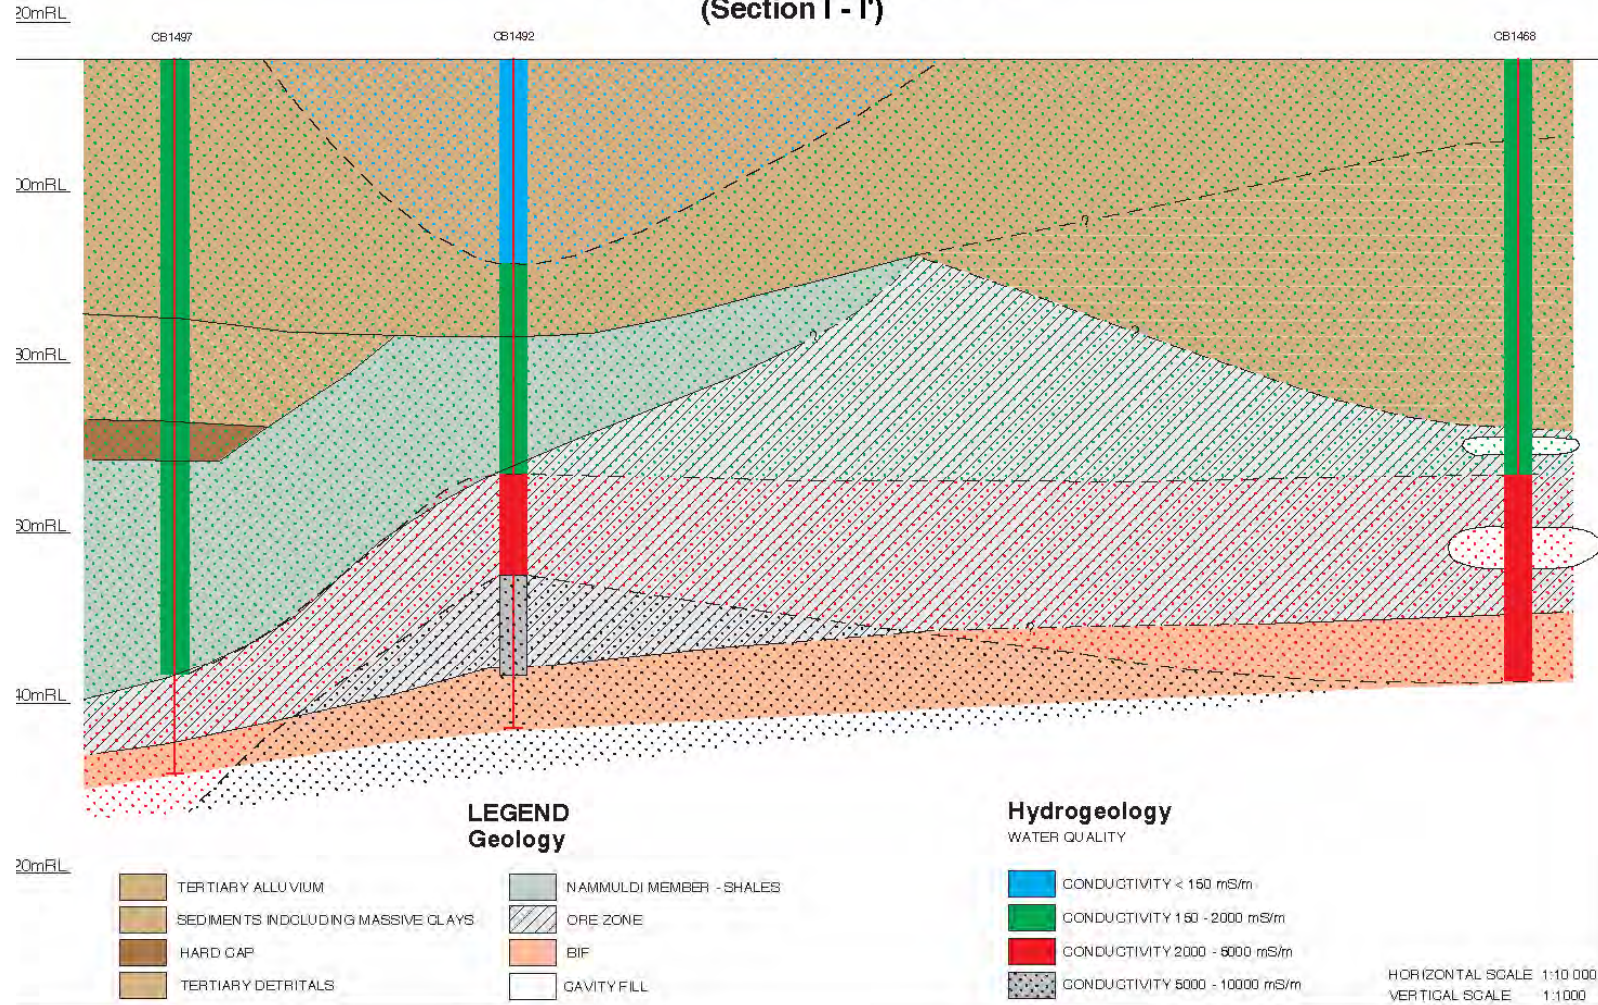 20mRL
(Section I - I')
CB1497
CB1492
CB1468
00mRL
?
?
?
80mRL
60mRL
?
40mRL
20mRL
LEGEND
Geology
TERTIARY ALLUVIUM
SEDIMENTS INDCLUDING MASSIVE CLAYS
HARD CAP
TERTIARY DETRITALS
NAMMULDI MEMBER - SHALES
ORE ZONE
BIF
CAVITY FILL
Hydrogeology
WATER QUALITY
CONDUCTIVITY < 150 mS/m
CONDUCTIVITY 150 - 2000 mS/m
CONDUCTIVITY 2000 - 5000 mS/m
CONDUCTIVITY 5000 - 10000 mS/m
HORIZONTAL SCALE 1:10 000
VERTICAL SCALE 1:1000